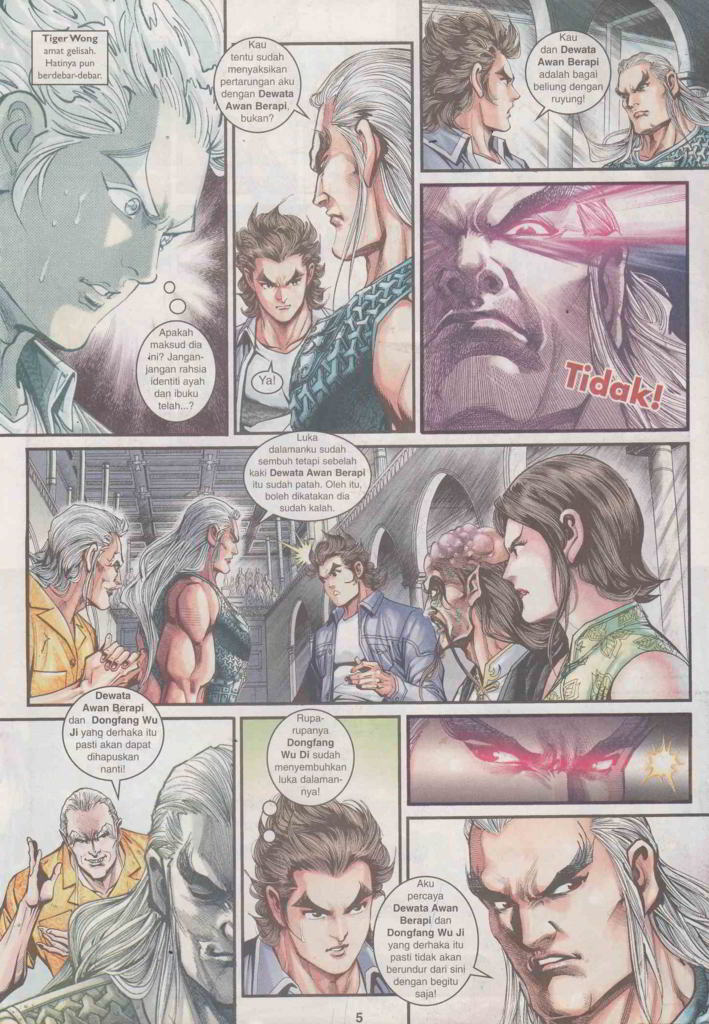 Tiger Wong
amat gelisah.
Hatinya pun
berdebar-debar.
Apakah
maksud dia
ini? Jangan-
jangan rahsia
identiti ayah
dan ibuku
telah...?
Kau
tentu sudah
menyaksikan
pertarungan aku
dengan Dewata
Awan Berapi,
bukan?
Ya!
Kau
dan Dewata
Awan Berapi
adalah bagai
beliung dengan
ruyung!
Tidak!
Luka
dalamanku sudah
sembuh tetapi sebelah
kaki Dewata Awan Berapi
itu sudah patah. Oleh itu,
boleh dikatakan dia
sudah kalah.
Dewata
Awan Berapi
dan Dongfang Wu
Ji yang derhaka itu
pasti akan dapat
dihapuskan
nanti!
Rupa-
rupanya
Dongfang
Wu Di sudah
menyembuhkan
luka dalaman-
nya!
Aku
percaya
Dewata Awan
Berapi dan
Dongfang Wu Ji
yang derhaka itu
pasti tidak akan
berundur dari sini
dengan begitu
saja!
5